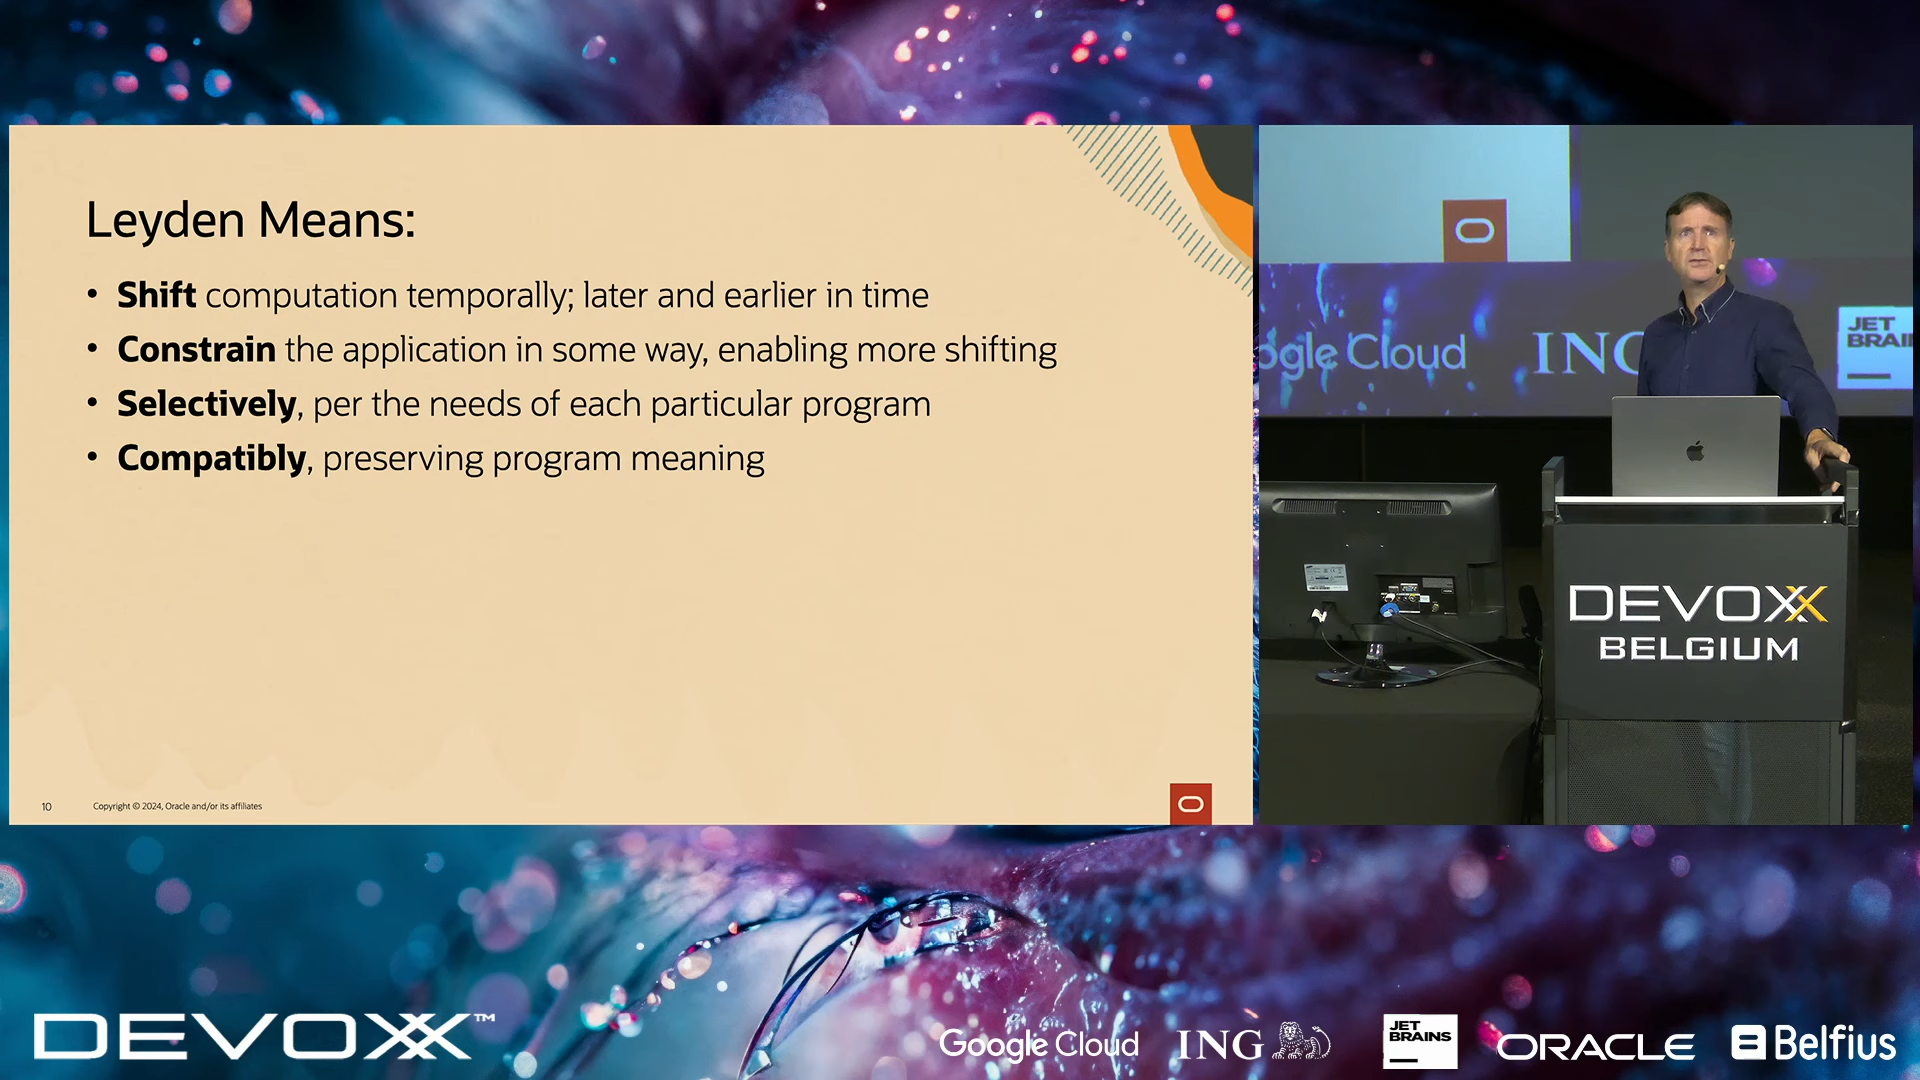 Leyden Means:
• Shift computation temporally; later and earlier in time
• Constrain the application in some way, enabling more shifting
• Selectively, per the needs of each particular program
• Compatibly, preserving program meaning
10 Copyright © 2024, Oracle and/or its affiliates
ogle Cloud
ING
JET
BRAI
DEVOXX
BELGIUM
DEVOXX™
Google Cloud
ING
JET
BRAINS
ORACLE
Belfius